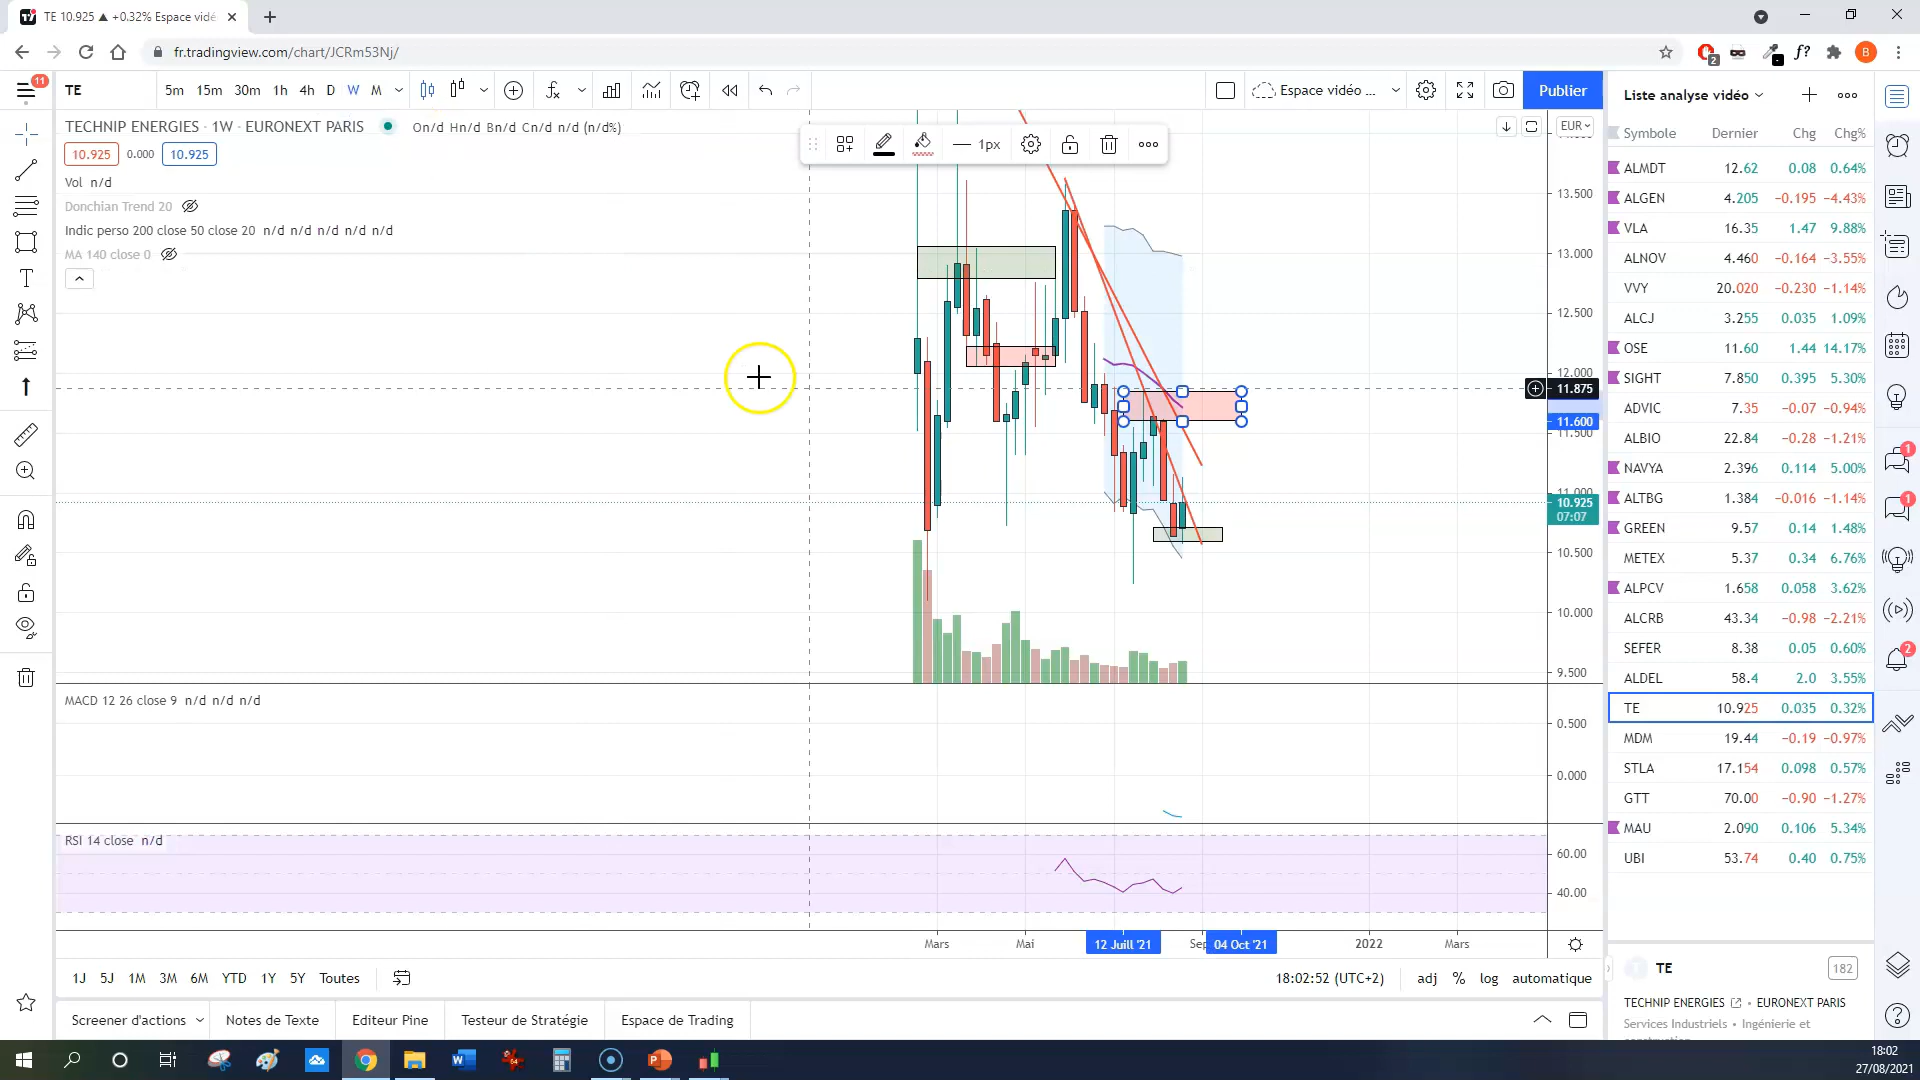 TE 10.925 ▲ +0.32% Espace vidé
fr.tradingview.com/chart/JCRm53Nj/
2
B
11
TE
5m 15m 30m 1h 4h D W M
Espace vidéo ...
Publier
TECHNIP ENERGIES · 1W · EURONEXT PARIS
On/d Hn/d Bn/d Cn/d n/d (n/d%)
10.925 0.000 10.925
Vol n/d
Donchian Trend 20
Indic perso 200 close 50 close 20 n/d n/d n/d n/d n/d
MA 140 close 0
1px
EUR
13.500
13.000
12.500
12.000
11.875
11.600
11.500
11.000
10.925
07:07
10.500
10.000
9.500
MACD 12 26 close 9 n/d n/d n/d
0.500
0.000
RSI 14 close n/d
60.00
40.00
Mars Mai 12 Juill '21 Sep 04 Oct '21 2022 Mars
1J 5J 1M 3M 6M YTD 1Y 5Y Toutes
18:02:52 (UTC+2) adj % log automatique
Screener d'actions Notes de Texte Editeur Pine Testeur de Stratégie Espace de Trading
Liste analyse vidéo
Symbole Dernier Chg Chg%
ALMDT 12.62 0.08 0.64%
ALGEN 4.205 −0.195 −4.43%
VLA 16.35 1.47 9.88%
ALNOV 4.460 −0.164 −3.55%
VVY 20.020 −0.230 −1.14%
ALCJ 3.255 0.035 1.09%
OSE 11.60 1.44 14.17%
SIGHT 7.850 0.395 5.30%
ADVIC 7.35 −0.07 −0.94%
ALBIO 22.84 −0.28 −1.21%
NAVYA 2.396 0.114 5.00%
ALTBG 1.384 −0.016 −1.14%
GREEN 9.57 0.14 1.48%
METEX 5.37 0.34 6.76%
ALPCV 1.658 0.058 3.62%
ALCRB 43.34 −0.98 −2.21%
SEFER 8.38 0.05 0.60%
ALDEL 58.4 2.0 3.55%
TE 10.925 0.035 0.32%
MDM 19.44 −0.19 −0.97%
STLA 17.154 0.098 0.57%
GTT 70.00 −0.90 −1.27%
MAU 2.090 0.106 5.34%
UBI 53.74 0.40 0.75%
TE 182
TECHNIP ENERGIES • EURONEXT PARIS
Services Industriels • Ingénierie et
1
1
2
18:02
27/08/2021